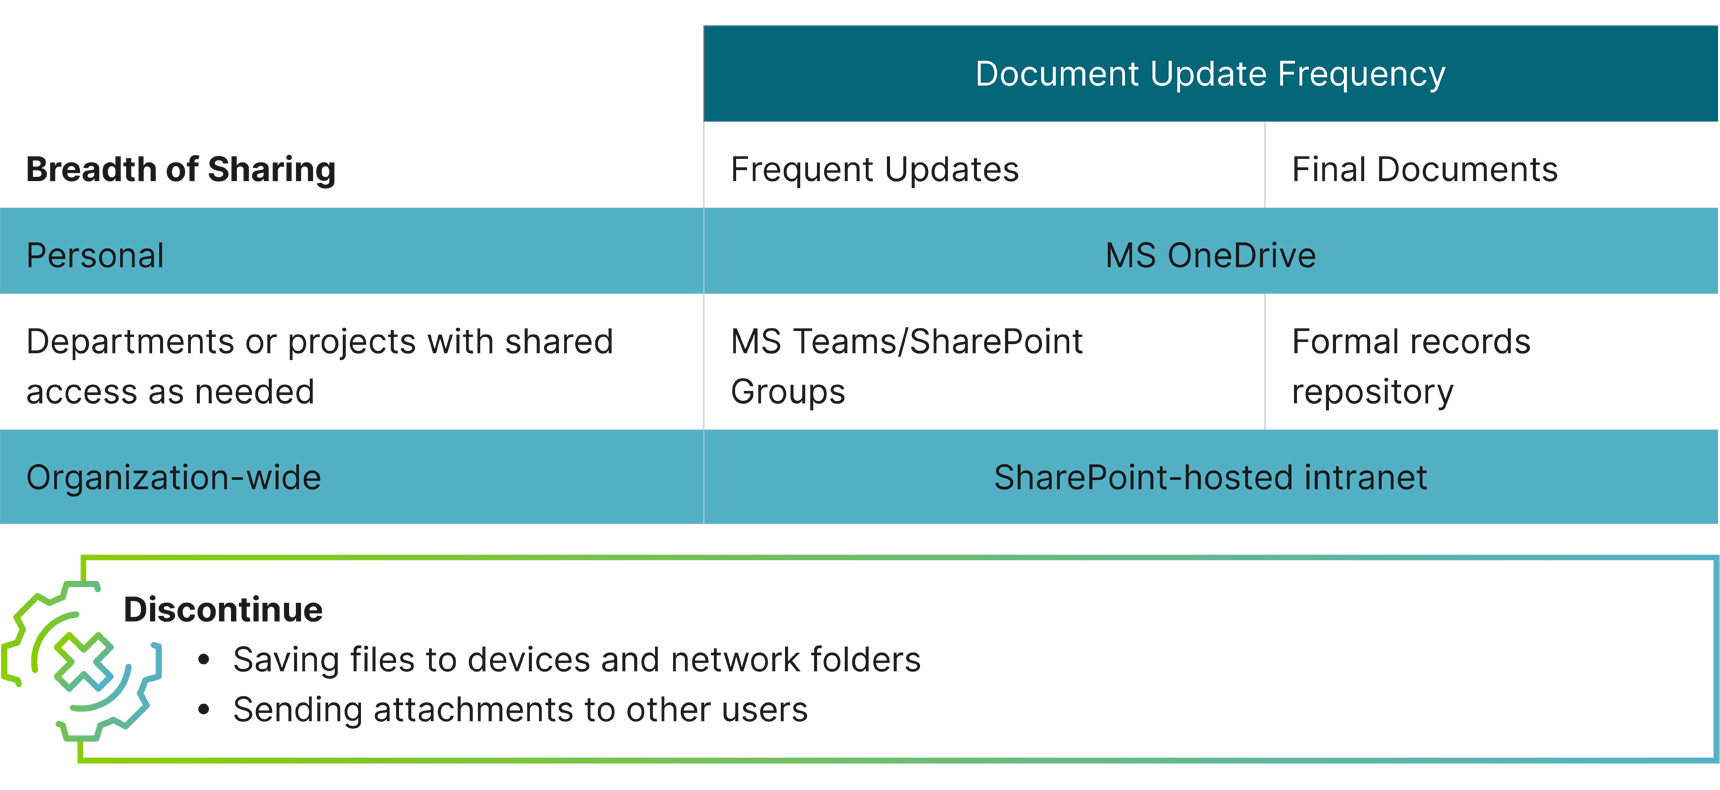 Document Update Frequency
Breadth of Sharing
Frequent Updates
Final Documents
Personal
MS OneDrive
Departments or projects with shared
access as needed
MS Teams/SharePoint
Groups
Formal records
repository
Organization-wide
SharePoint-hosted intranet
Discontinue
• Saving files to devices and network folders
• Sending attachments to other users